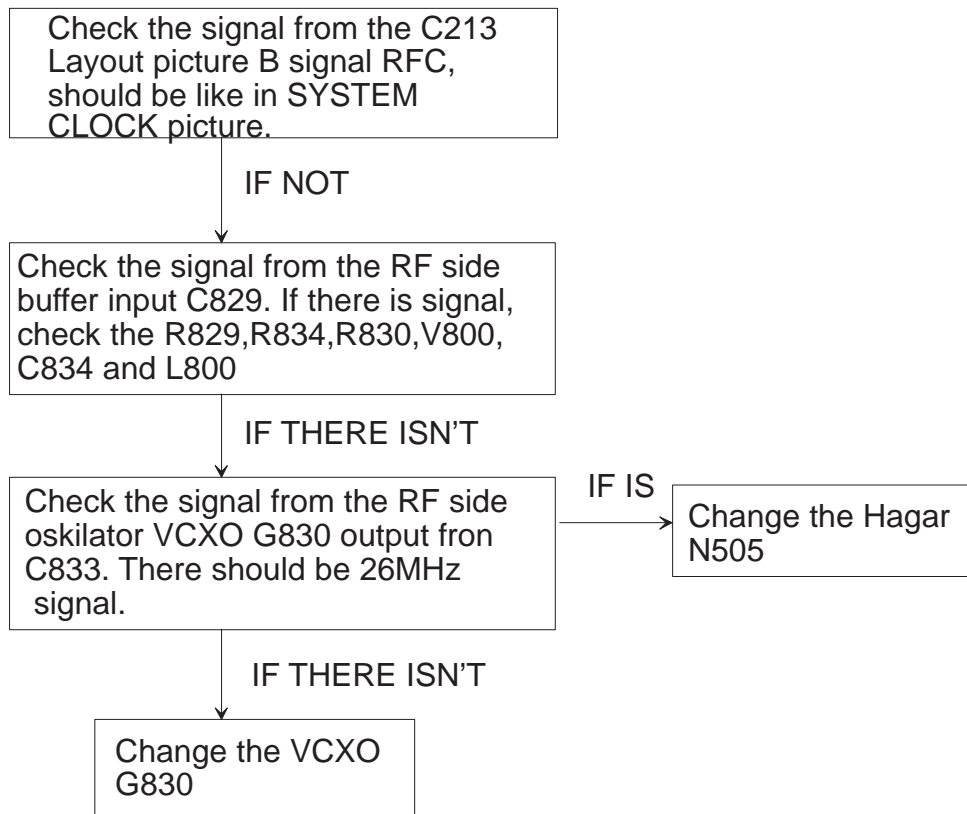 Check the signal from the C213
Layout picture B signal RFC,
should be like in SYSTEM
CLOCK picture.
IF NOT
Check the signal from the RF side
buffer input C829. If there is signal,
check the R829,R834,R830,V800,
C834 and L800
IF THERE ISN'T
Check the signal from the RF side
oskilator VCXO G830 output fron
C833. There should be 26MHz
signal.
IF IS
Change the Hagar
N505
IF THERE ISN'T
Change the VCXO
G830